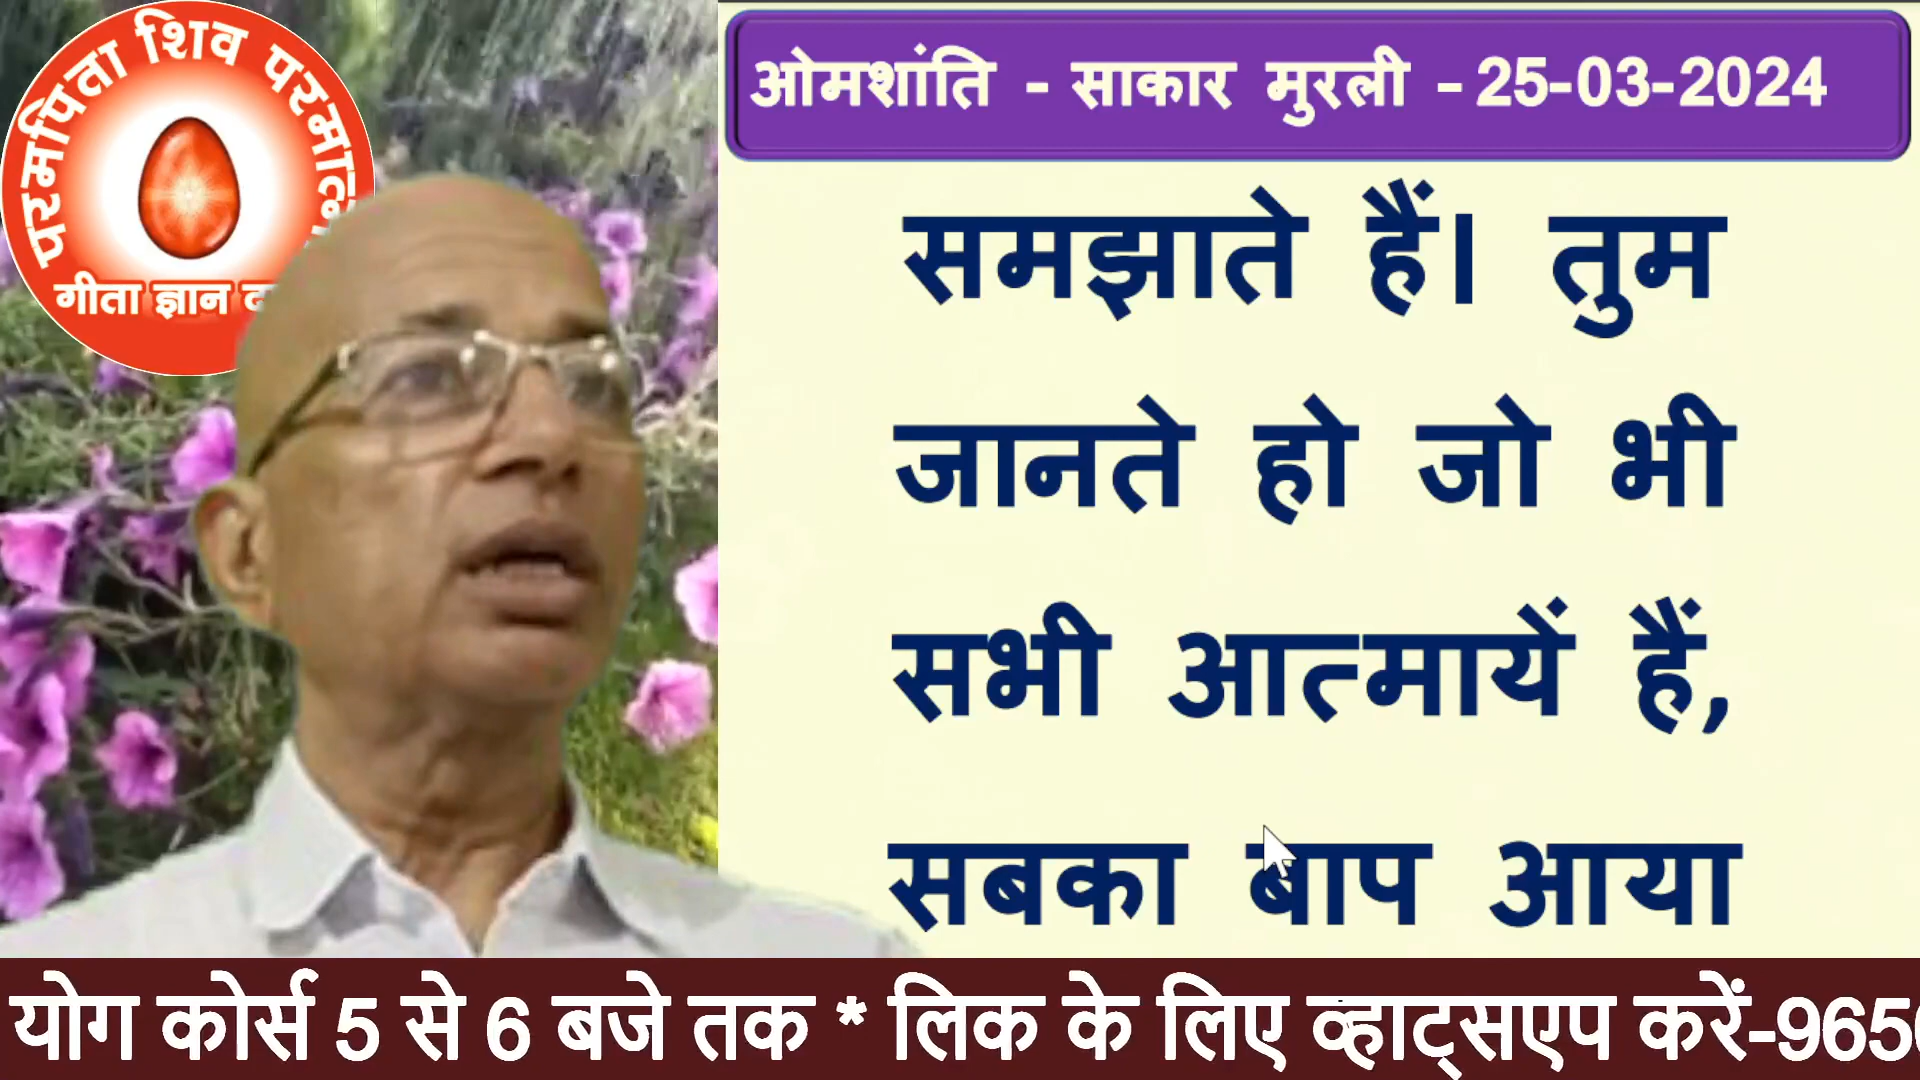 परमपिता शिव
गीता ज्ञान
ओमशांति - साकार मुरली - 25-03-2024
समझाते हैं। तुम
जानते हो जो भी
सभी आत्मायें हैं,
सबका बाप आया
योग कोर्स 5 से 6 बजे तक * लिंक के लिए व्हाट्सएप करें-965